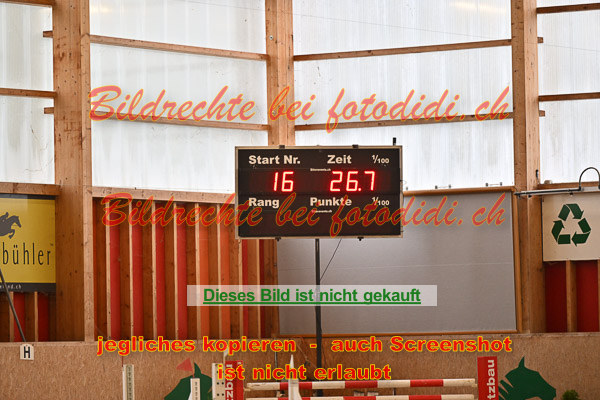 Bildrechte bei fotodidi.ch
Start Nr. Zeit 1/100
16 26.7
Rang Punkte 1/100
Bildrechte bei fotodidi.ch
bühler
Dieses Bild ist nicht gekauft
jegliches kopieren - auch Screenshot
ist nicht erlaubt
H
tzbau